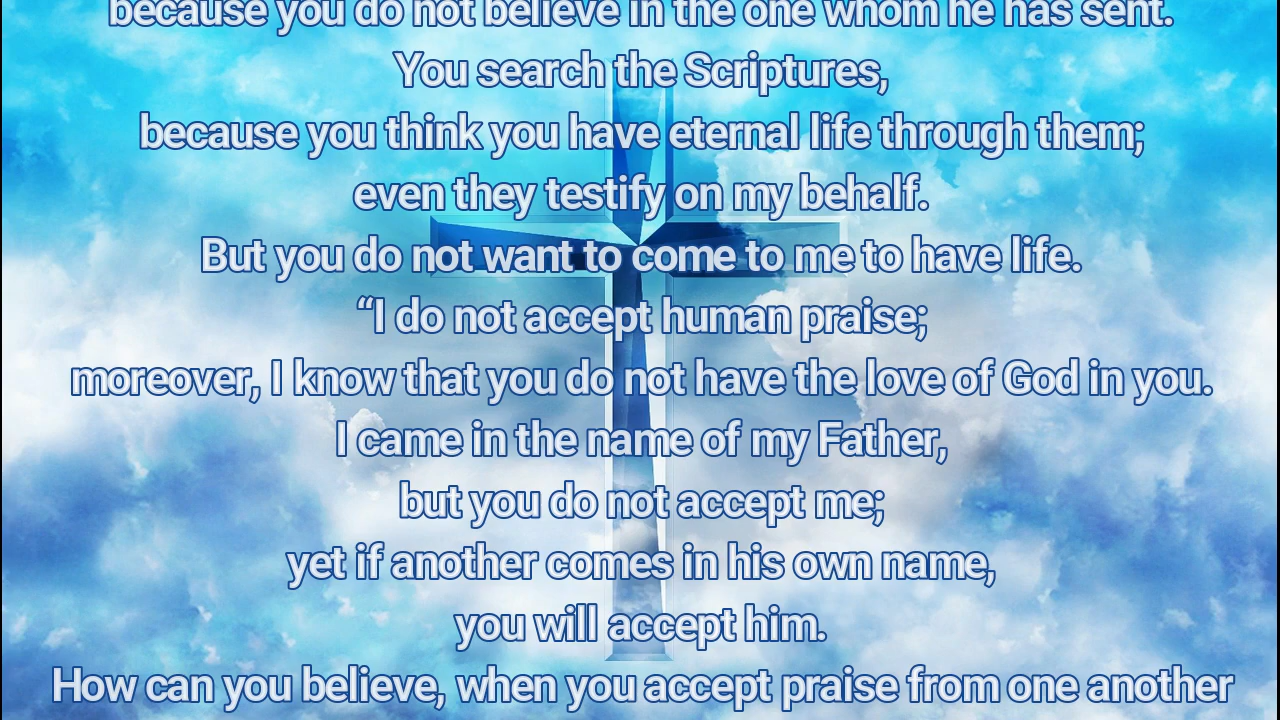 because you do not believe in the one whom he has sent.
You search the Scriptures,
because you think you have eternal life through them;
even they testify on my behalf.
But you do not want to come to me to have life.
“I do not accept human praise;
moreover, I know that you do not have the love of God in you.
I came in the name of my Father,
but you do not accept me;
yet if another comes in his own name,
you will accept him.
How can you believe, when you accept praise from one another